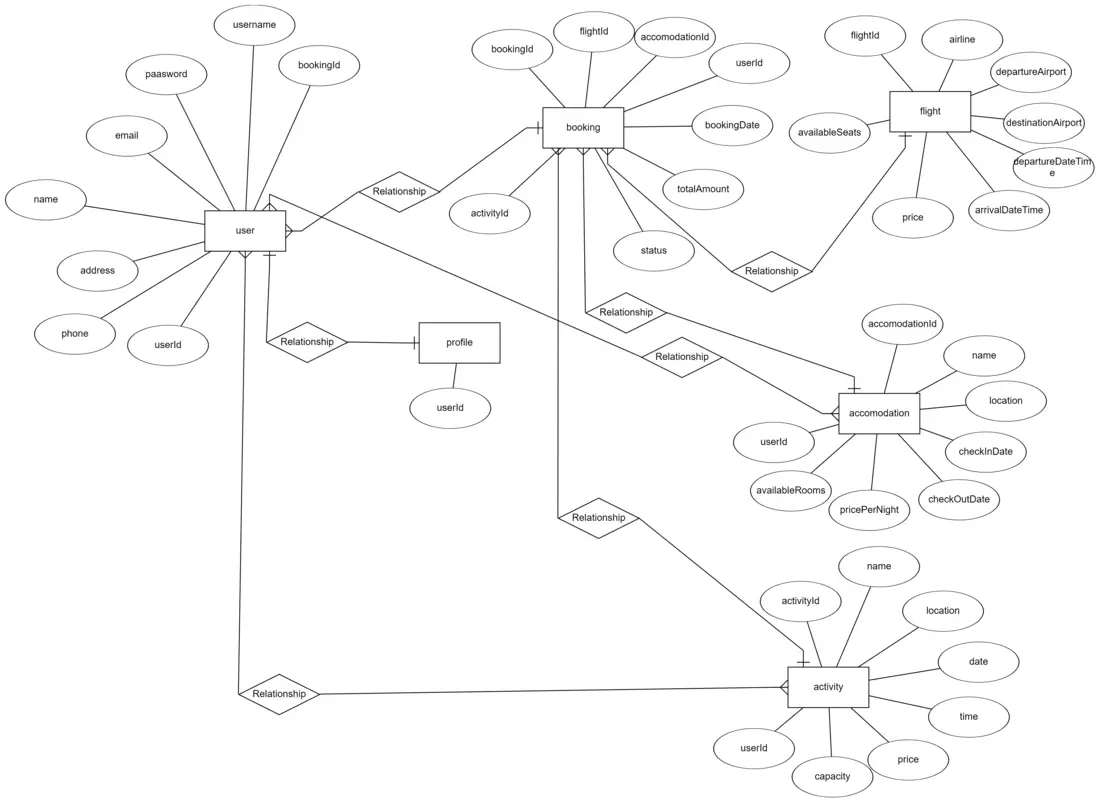 username
flightId
accomodationId
flightId
airline
bookingId
userId
paasword
bookingId
departureAirport
booking
flight
bookingDate
destinationAirport
email
availableSeats
departureDateTim
e
Relationship
totalAmount
name
activityId
arrivalDateTime
price
user
status
address
Relationship
Relationship
accomodationId
phone
userId
Relationship
profile
Relationship
name
userId
accomodation
location
userId
checkInDate
availableRooms
checkOutDate
pricePerNight
Relationship
name
activityId
location
date
Relationship
activity
time
userId
price
capacity